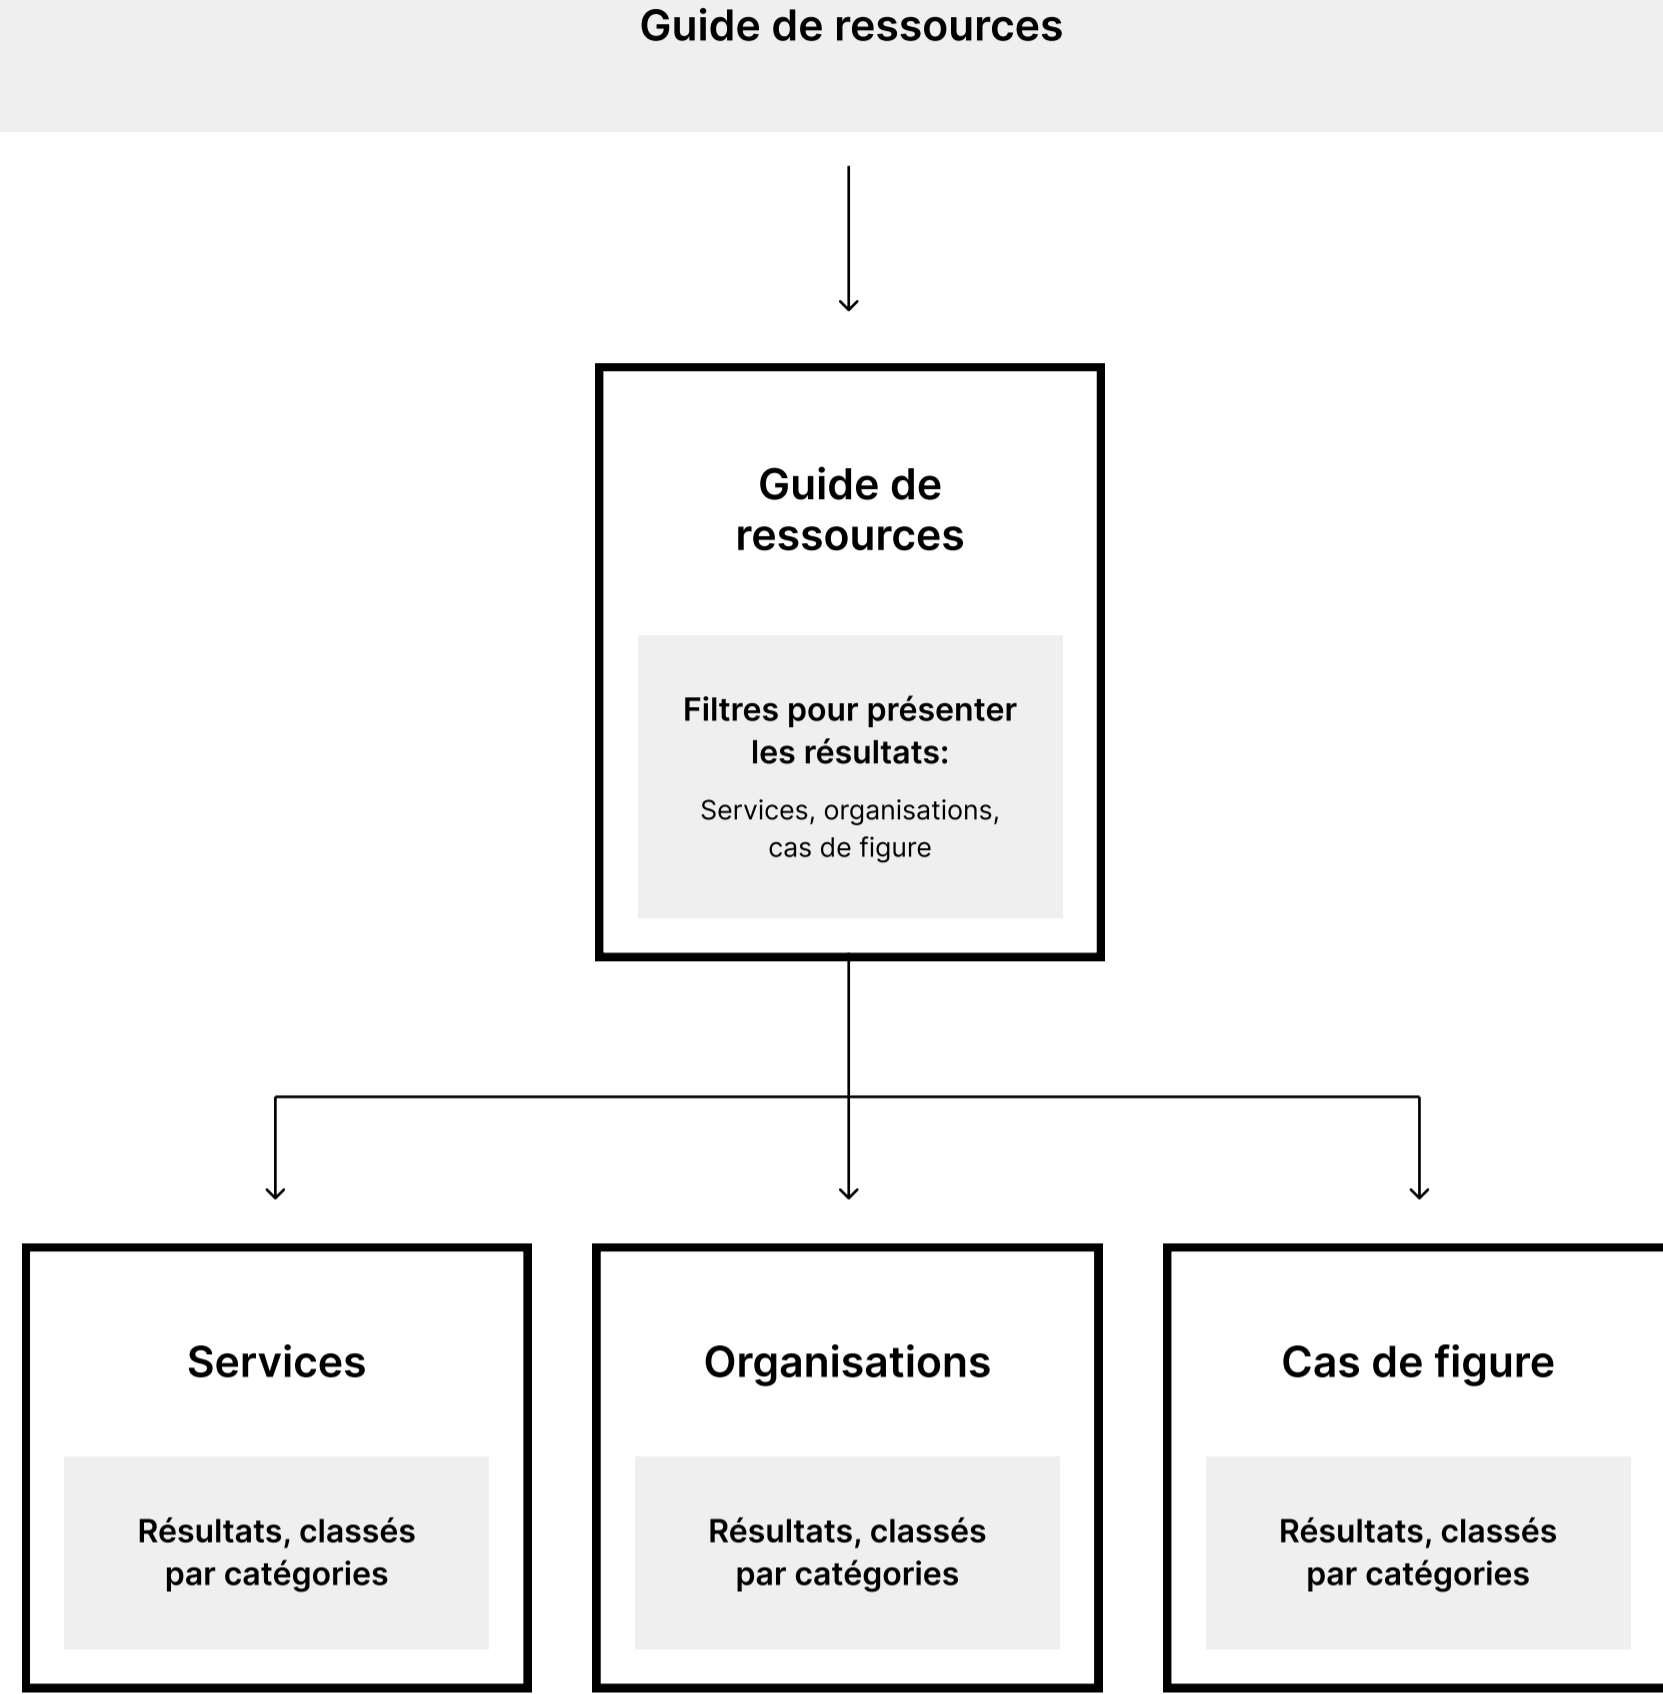 Guide de ressources
Guide de
ressources
Filtres pour présenter
les résultats:
Services, organisations,
cas de figure
Services
Organisations
Cas de figure
Résultats, classés
par catégories
Résultats, classés
par catégories
Résultats, classés
par catégories